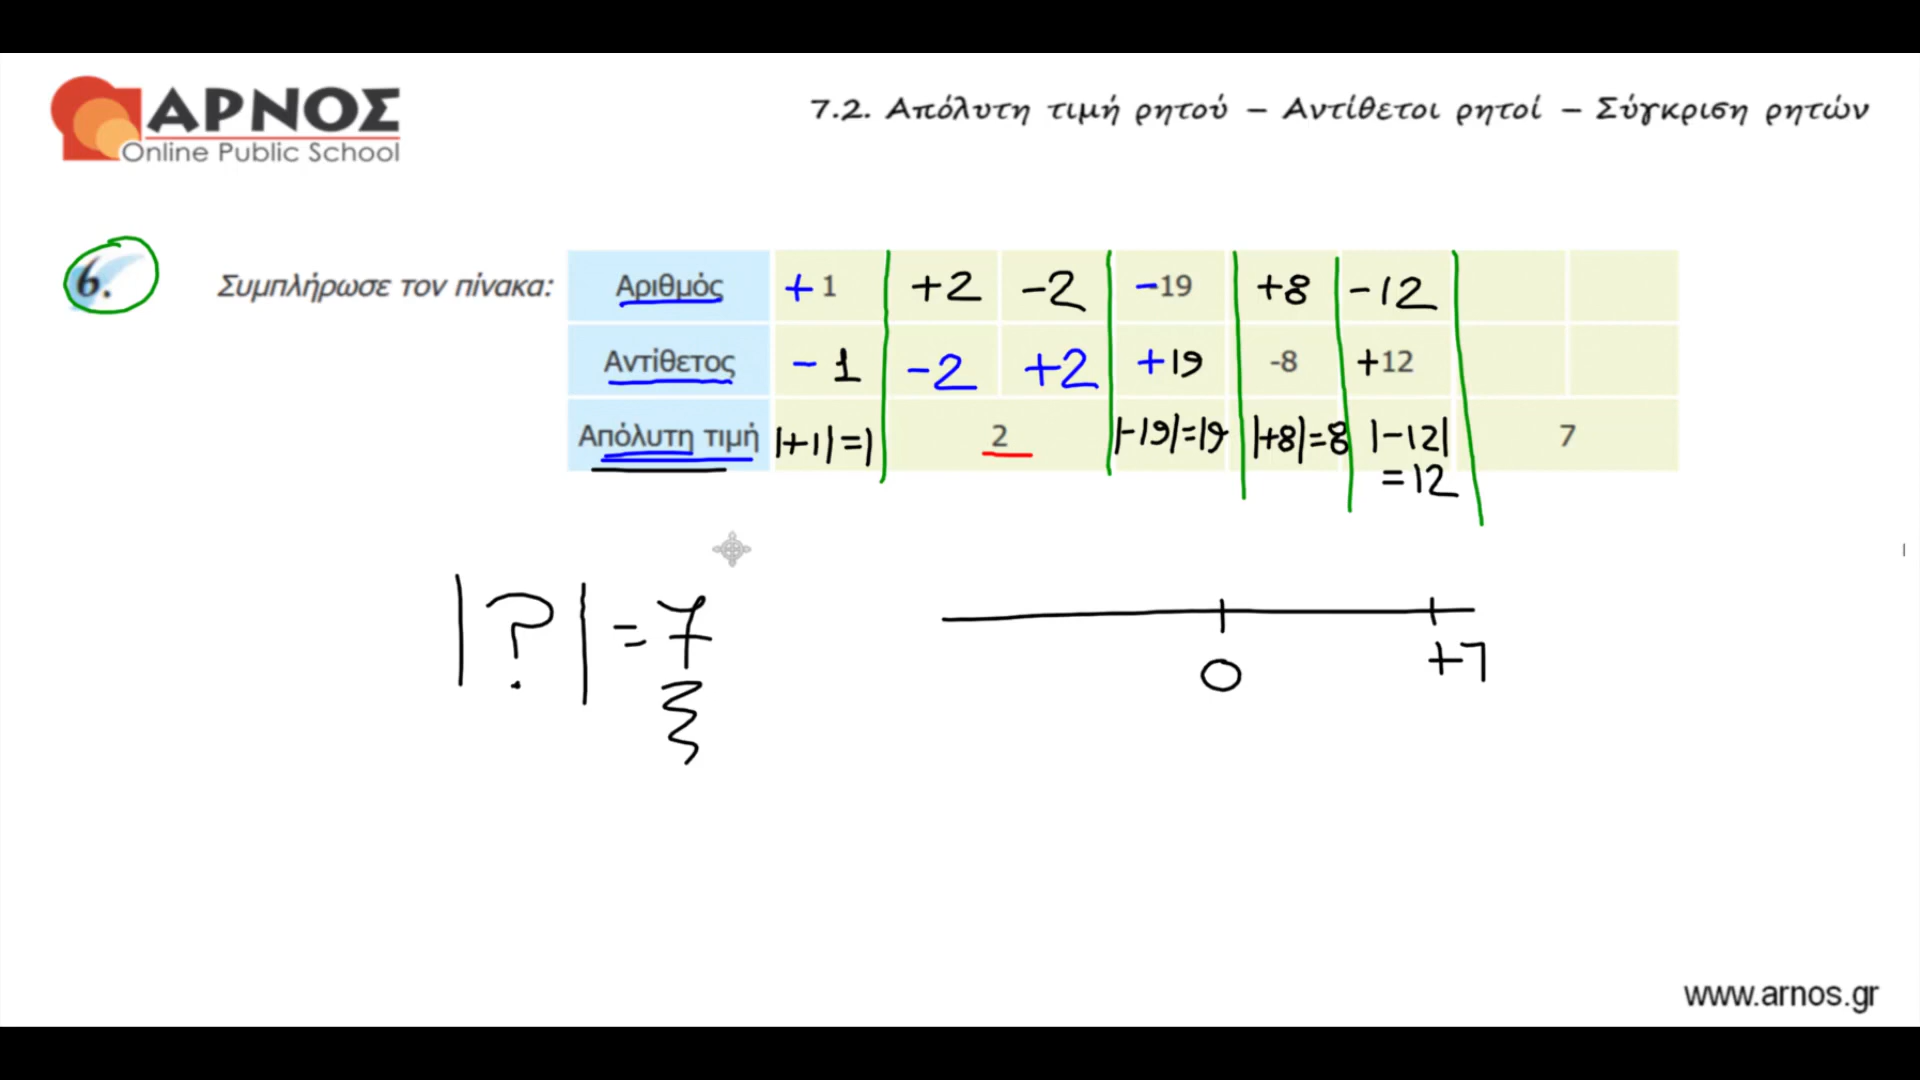 ΑΡΝΟΣ
Online Public School
7.2. Απόλυτη τιμή ρητού – Αντίθετοι ρητοί – Σύγκριση ρητών
6.
Συμπλήρωσε τον πίνακα:
Αριθμός +1 +2 -2 -19 +8 -12
Αντίθετος -1 -2 +2 +19 -8 +12
Απόλυτη τιμή |+1|=1 2 |-19|=19 |+8|=8 |-12| 7
=12
|?|=7
0 +7
www.arnos.gr